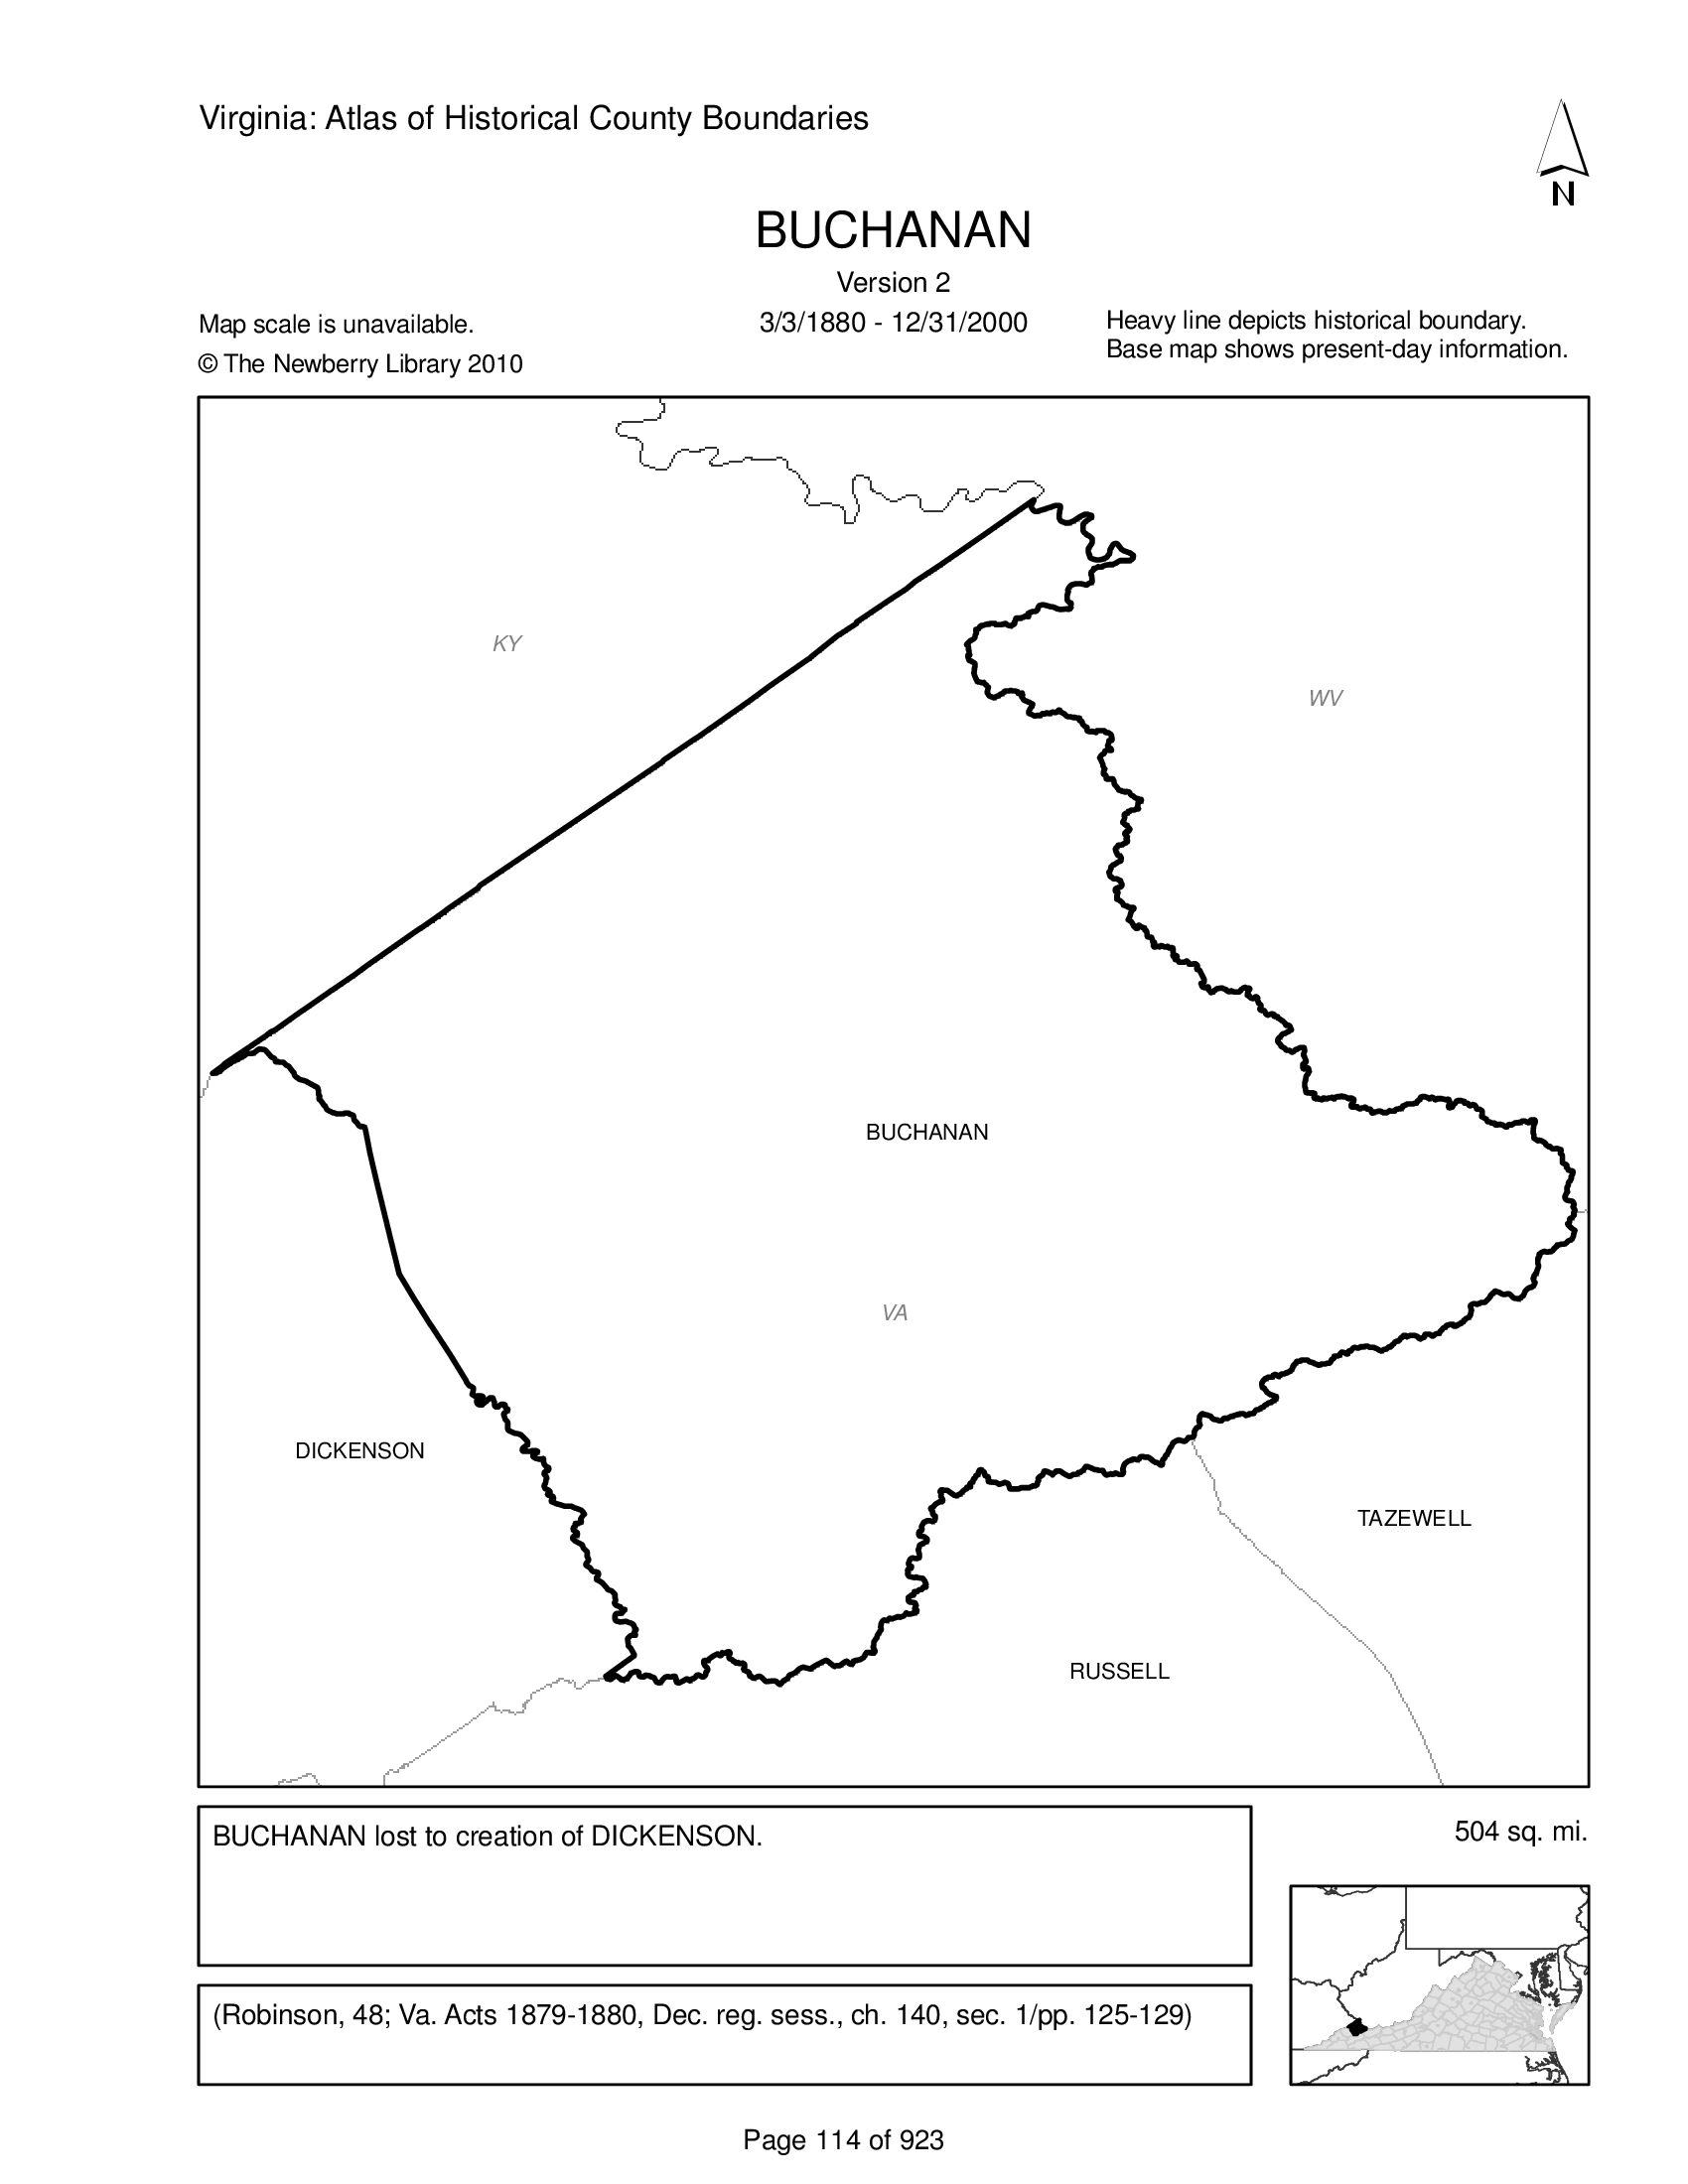 Virginia: Atlas of Historical County Boundaries
N
BUCHANAN
Version 2
3/3/1880 - 12/31/2000
Map scale is unavailable.
© The Newberry Library 2010
Heavy line depicts historical boundary.
Base map shows present-day information.
KY
WV
BUCHANAN
VA
DICKENSON
TAZEWELL
RUSSELL
BUCHANAN lost to creation of DICKENSON.
504 sq. mi.
(Robinson, 48; Va. Acts 1879-1880, Dec. reg. sess., ch. 140, sec. 1/pp. 125-129)
Page 114 of 923